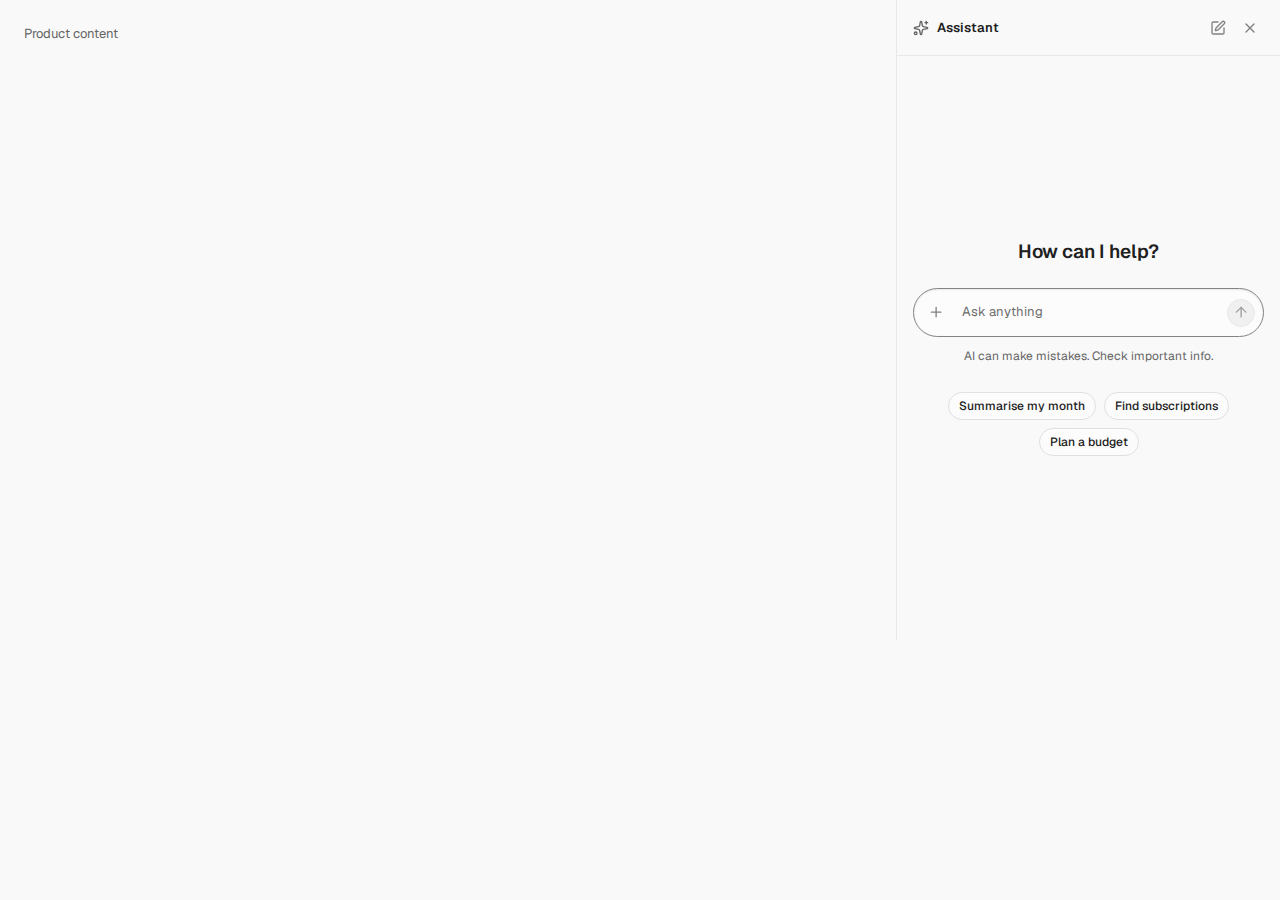 Product content
Assistant
How can I help?
Ask anything
AI can make mistakes. Check important info.
Summarise my month
Find subscriptions
Plan a budget